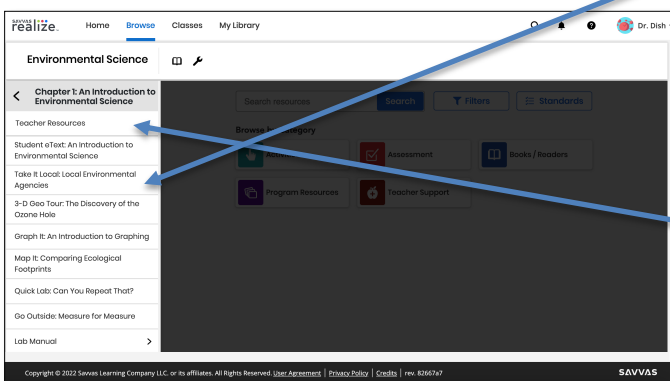 savvas
realize.
Home Browse Classes My Library
Dr. Dish
Environmental Science
Chapter 1: An Introduction to
Environmental Science
Teacher Resources
Student eText: An Introduction to
Environmental Science
Take It Local: Local Environmental
Agencies
3-D Geo Tour: The Discovery of the
Ozone Hole
Graph It: An Introduction to Graphing
Map It: Comparing Ecological
Footprints
Quick Lab: Can You Repeat That?
Go Outside: Measure for Measure
Lab Manual
Search resources Search Filters Standards
Assessment Books / Readers
Program Resources Teacher Support
Copyright © 2022 Savvas Learning Company LLC. or its affiliates. All Rights Reserved. User Agreement | Privacy Policy | Credits | rev. 82667a7
SAVVAS